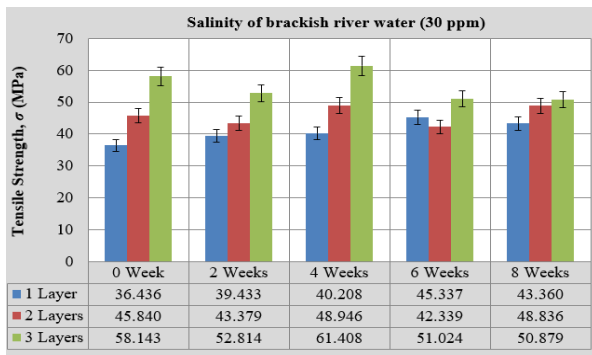 Salinity of brackish river water (30 ppm)
Tensile Strength, σ (MPa)
70
60
50
40
30
20
10
0
0 Week 2 Weeks 4 Weeks 6 Weeks 8 Weeks
1 Layer 36.436 39.433 40.208 45.337 43.360
2 Layers 45.840 43.379 48.946 42.339 48.836
3 Layers 58.143 52.814 61.408 51.024 50.879